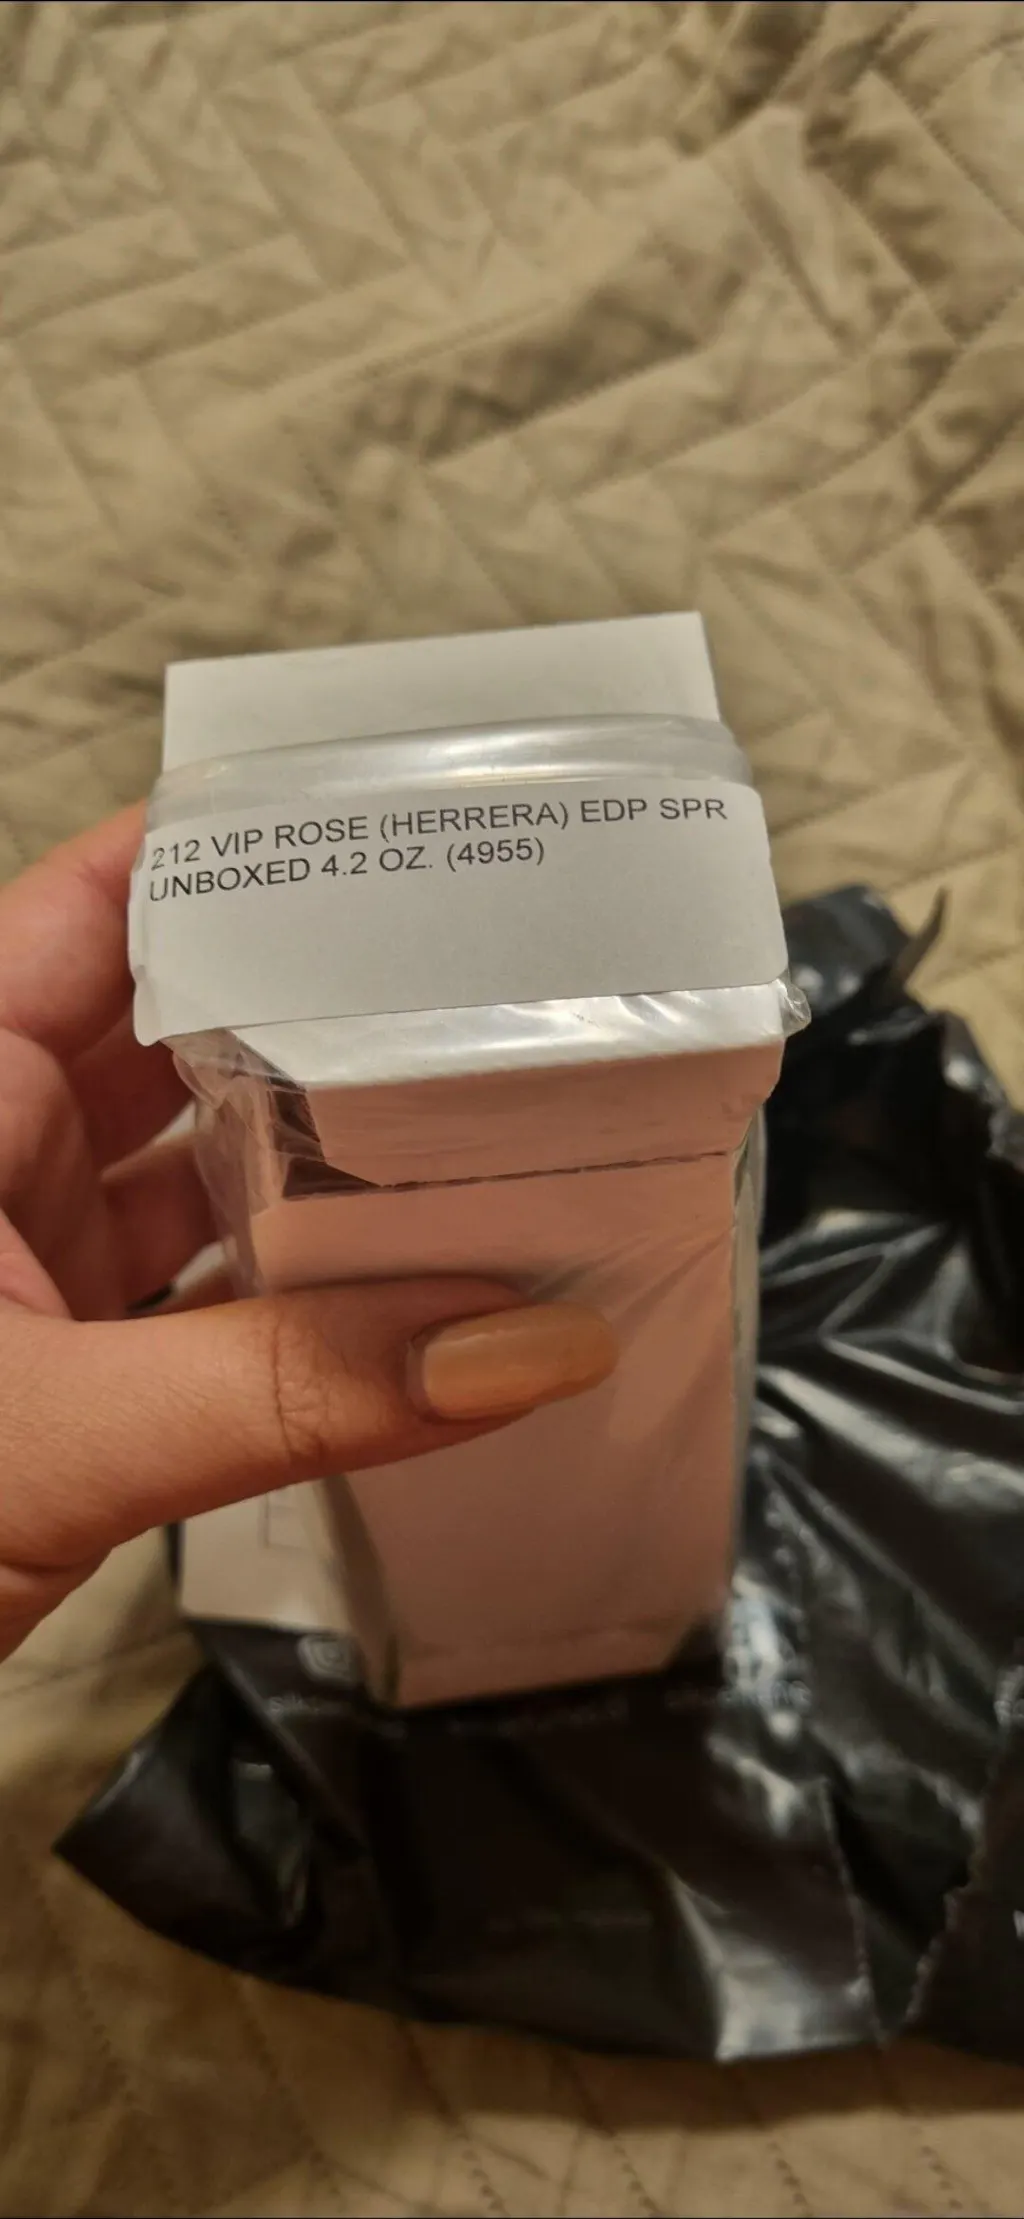 212 VIP ROSE (HERRERA) EDP SPR
UNBOXED 4.2 OZ. (4955)